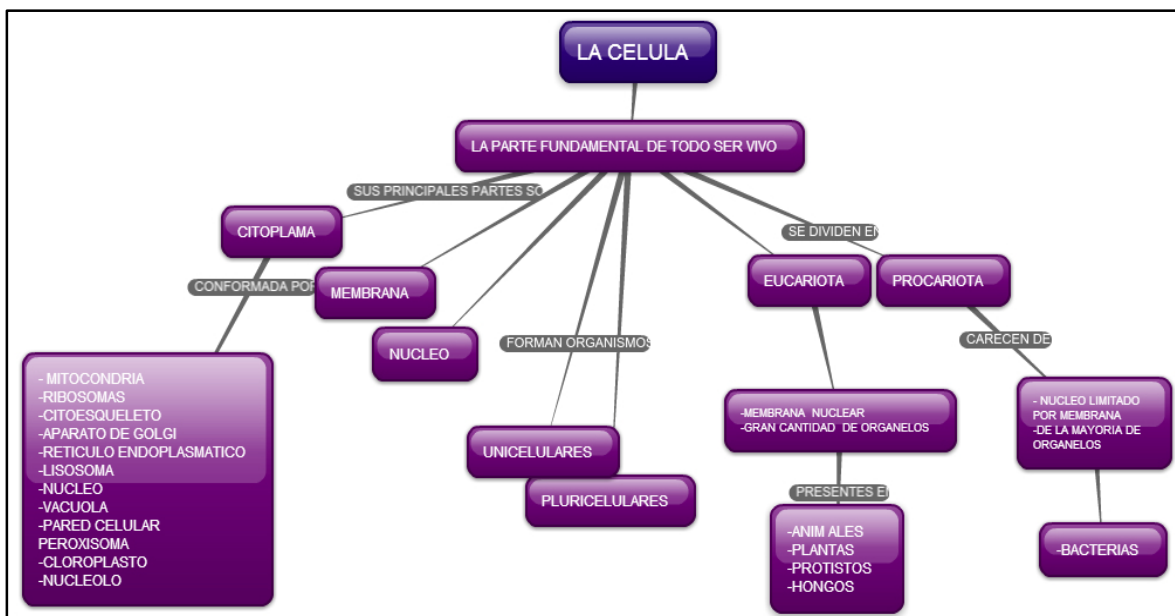 LA CELULA
LA PARTE FUNDAMENTAL DE TODO SER VIVO
SUS PRINCIPALES PARTES SO
CITOPLAMA
SE DIVIDEN EN
CONFORMADA POR
MEMBRANA
EUCARIOTA
PROCARIOTA
NUCLEO
FORMAN ORGANISMOS
CARECEN DE
- MITOCONDRIA
-RIBOSOMAS
-CITOESQUELETO
-APARATO DE GOLGI
-RETICULO ENDOPLASMATICO
-LISOSOMA
-NUCLEO
-VACUOLA
-PARED CELULAR
PEROXISOMA
-CLOROPLASTO
-NUCLEOLO
UNICELULARES
PLURICELULARES
-MEMBRANA NUCLEAR
-GRAN CANTIDAD DE ORGANELOS
PRESENTES EN
-ANIM ALES
-PLANTAS
-PROTISTOS
-HONGOS
- NUCLEO LIMITADO
POR MEMBRANA
-DE LA MAYORIA DE
ORGANELOS
-BACTERIAS